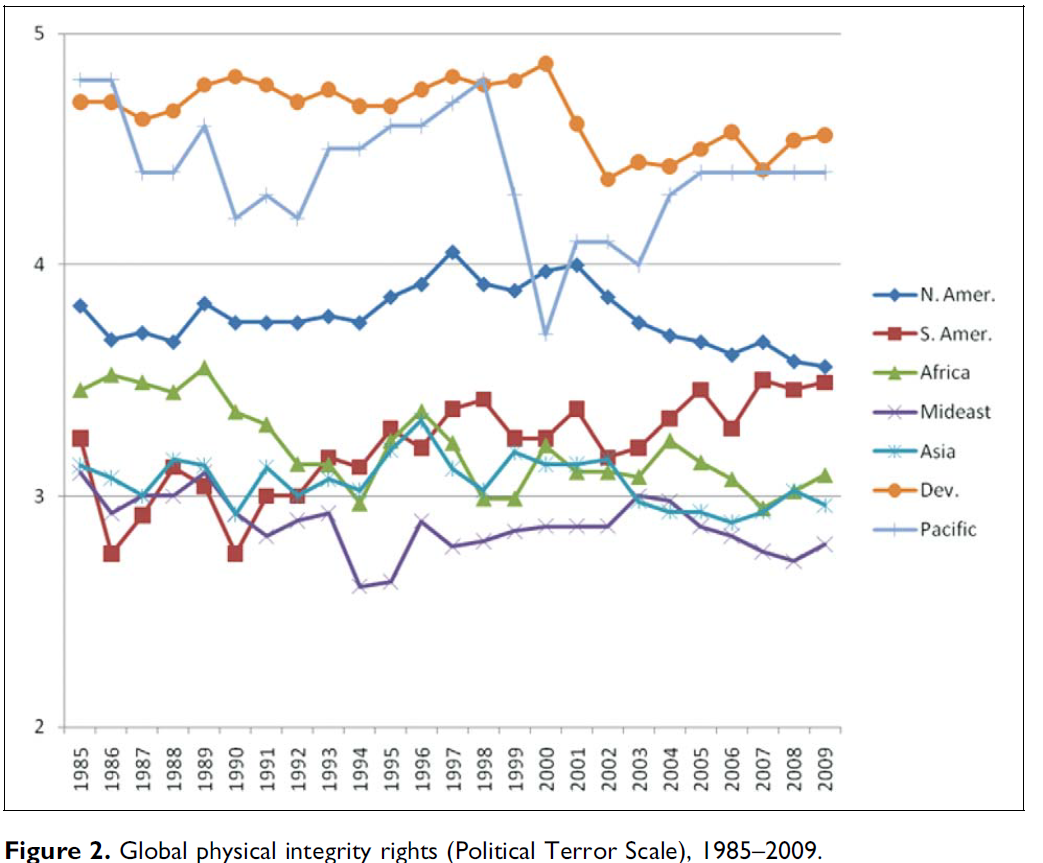 5
4
3
2
1985 1986 1987 1988 1989 1990 1991 1992 1993 1994 1995 1996 1997 1998 1999 2000 2001 2002 2003 2004 2005 2006 2007 2008 2009
N. Amer.
S. Amer.
Africa
Mideast
Asia
Dev.
Pacific
Figure 2. Global physical integrity rights (Political Terror Scale), 1985–2009.